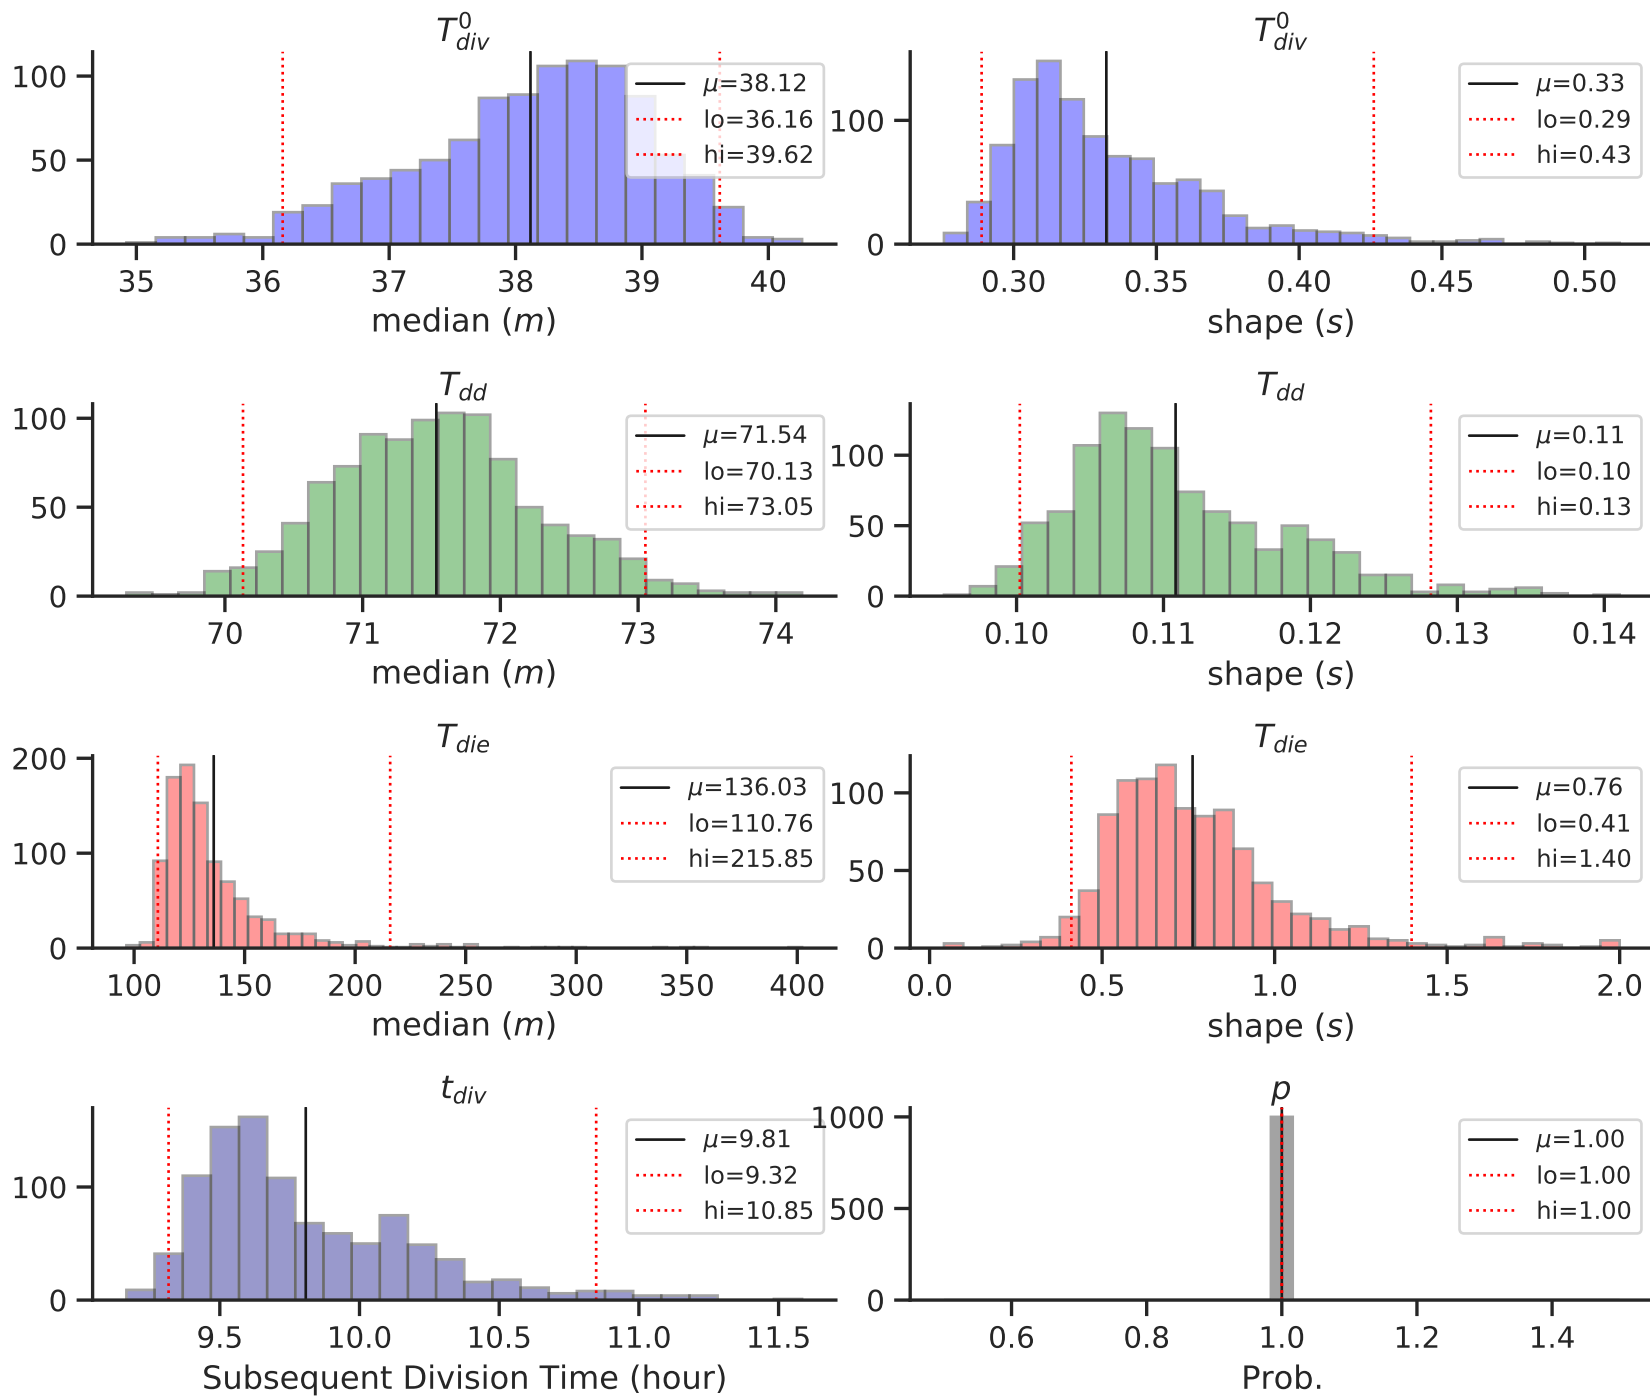 T⁰div
100
50
0
35 36 37 38 39 40
median (m)
μ=38.12
lo=36.16
hi=39.62
T⁰div
100
0
0.30 0.35 0.40 0.45 0.50
shape (s)
μ=0.33
lo=0.29
hi=0.43
Tdd
100
50
0
70 71 72 73 74
median (m)
μ=71.54
lo=70.13
hi=73.05
Tdd
100
50
0
0.10 0.11 0.12 0.13 0.14
shape (s)
μ=0.11
lo=0.10
hi=0.13
Tdie
200
100
0
100 150 200 250 300 350 400
median (m)
μ=136.03
lo=110.76
hi=215.85
Tdie
100
50
0
0.0 0.5 1.0 1.5 2.0
shape (s)
μ=0.76
lo=0.41
hi=1.40
tdiv
100
0
9.5 10.0 10.5 11.0 11.5
Subsequent Division Time (hour)
μ=9.81
lo=9.32
hi=10.85
p
1000
500
0
0.6 0.8 1.0 1.2 1.4
Prob.
μ=1.00
lo=1.00
hi=1.00